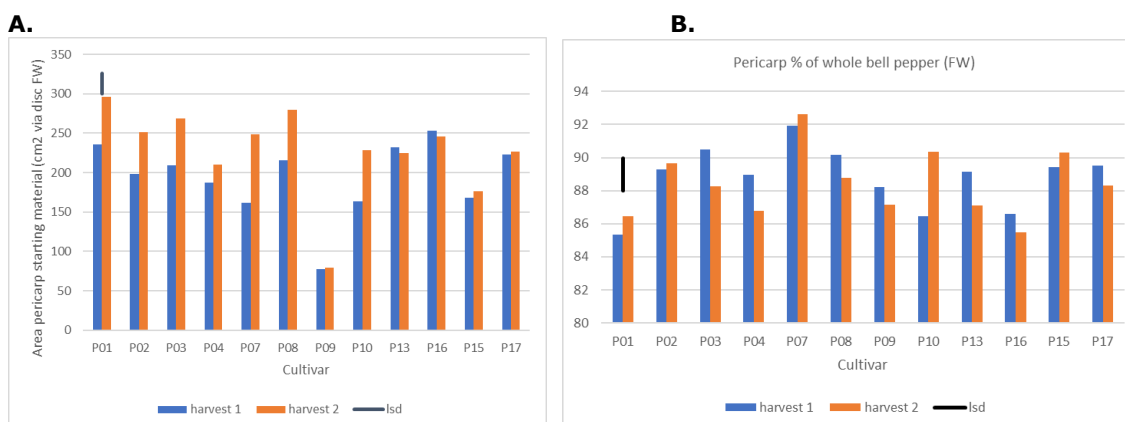 A.
Area pericarp starting material (cm2 via disc FW)
350
300
250
200
150
100
50
0
P01 P02 P03 P04 P07 P08 P09 P10 P13 P16 P15 P17
Cultivar
harvest 1 harvest 2 lsd
B.
Pericarp % of whole bell pepper (FW)
94
92
90
88
86
84
82
80
P01 P02 P03 P04 P07 P08 P09 P10 P13 P16 P15 P17
Cultivar
harvest 1 harvest 2 lsd